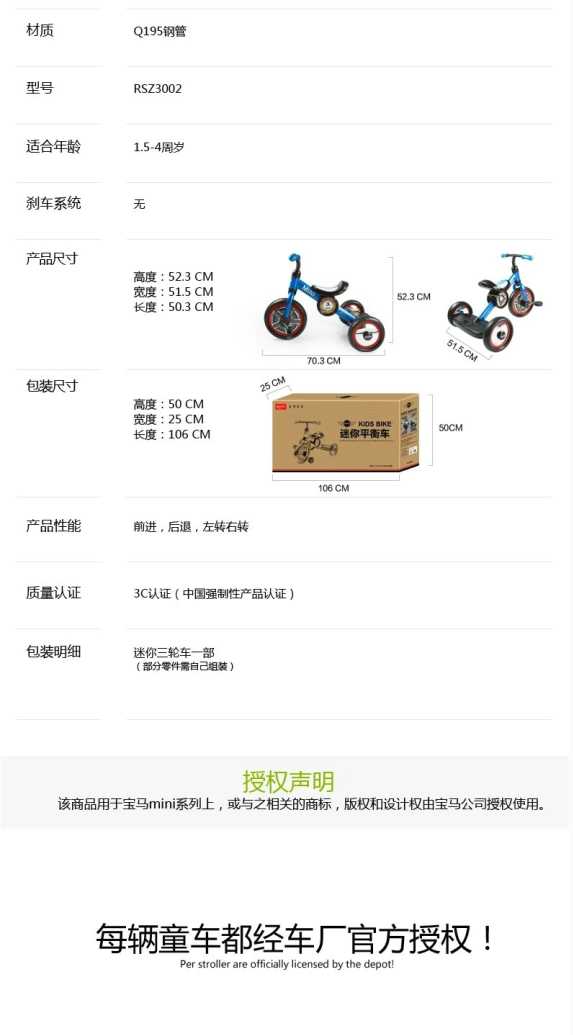 材质
Q195钢管
型号
RSZ3002
适合年龄
1.5-4周岁
刹车系统
无
产品尺寸
高度：52.3 CM
宽度：51.5 CM
长度：50.3 CM
52.3 CM
70.3 CM
51.5 CM
包装尺寸
高度：50 CM
宽度：25 CM
长度：106 CM
25 CM
KIDS BIKE
迷你平衡车
50CM
106 CM
产品性能
前进，后退，左转右转
质量认证
3C认证（中国强制性产品认证）
包装明细
迷你三轮车一部
（部分零件需自己组装）
授权声明
该商品用于宝马mini系列上，或与之相关的商标，版权和设计权由宝马公司授权使用。
每辆童车都经车厂官方授权！
Per stroller are officially licensed by the depot!